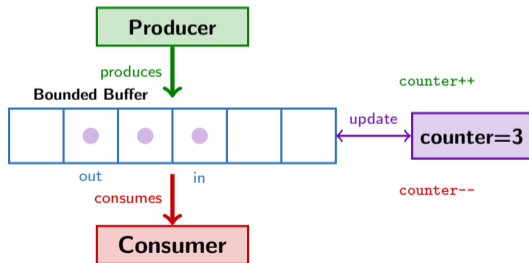 Producer
produces
counter++
Bounded Buffer
update
counter=3
out
in
consumes
counter--
Consumer